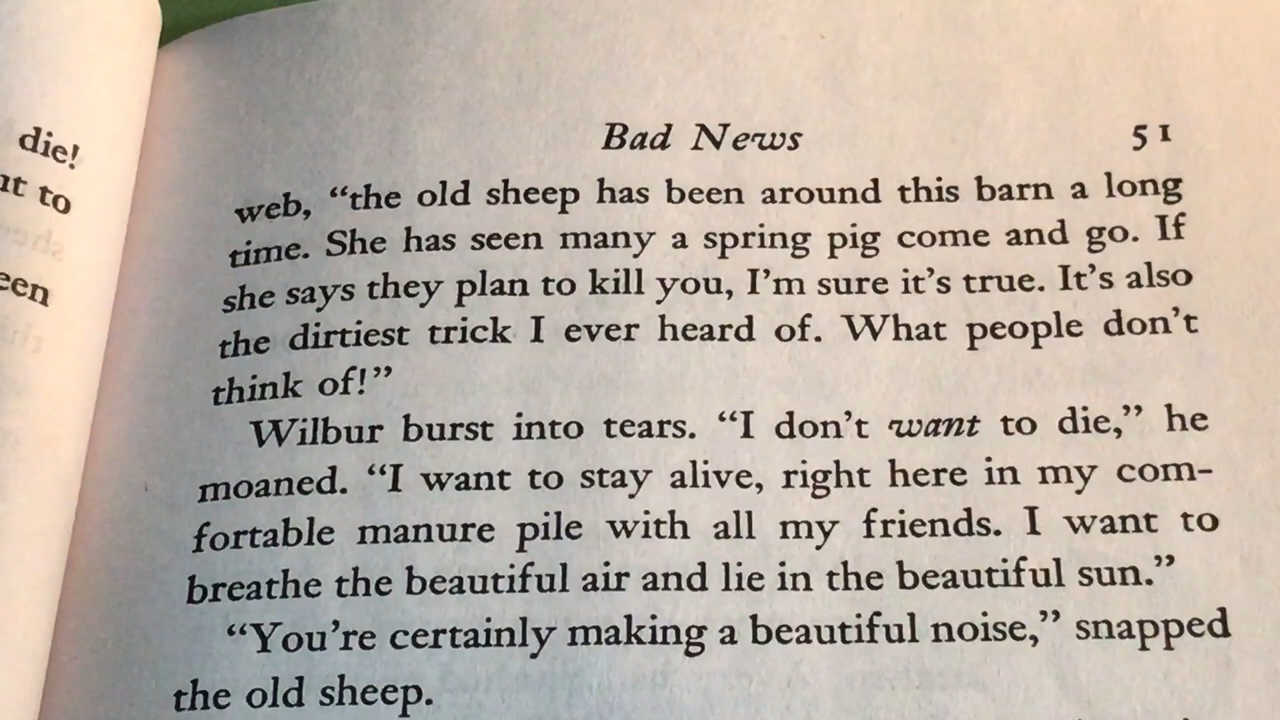 die!
to
Bad News 51
web, “the old sheep has been around this barn a long
time. She has seen many a spring pig come and go. If
she says they plan to kill you, I’m sure it’s true. It’s also
the dirtiest trick I ever heard of. What people don’t
think of!”
Wilbur burst into tears. “I don’t want to die,” he
moaned. “I want to stay alive, right here in my com-
fortable manure pile with all my friends. I want to
breathe the beautiful air and lie in the beautiful sun.”
“You’re certainly making a beautiful noise,” snapped
the old sheep.